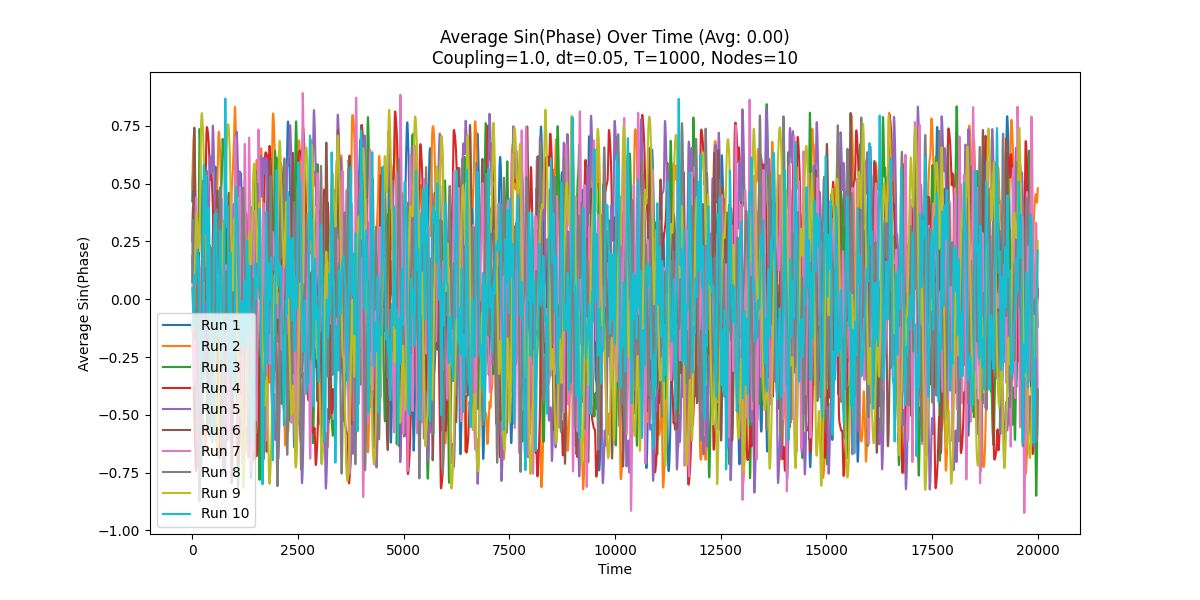 Average Sin(Phase) Over Time (Avg: 0.00)
Coupling=1.0, dt=0.05, T=1000, Nodes=10
Average Sin(Phase)
0.75
0.50
0.25
0.00
−0.25
−0.50
−0.75
−1.00
Run 1
Run 2
Run 3
Run 4
Run 5
Run 6
Run 7
Run 8
Run 9
Run 10
0 2500 5000 7500 10000 12500 15000 17500 20000
Time